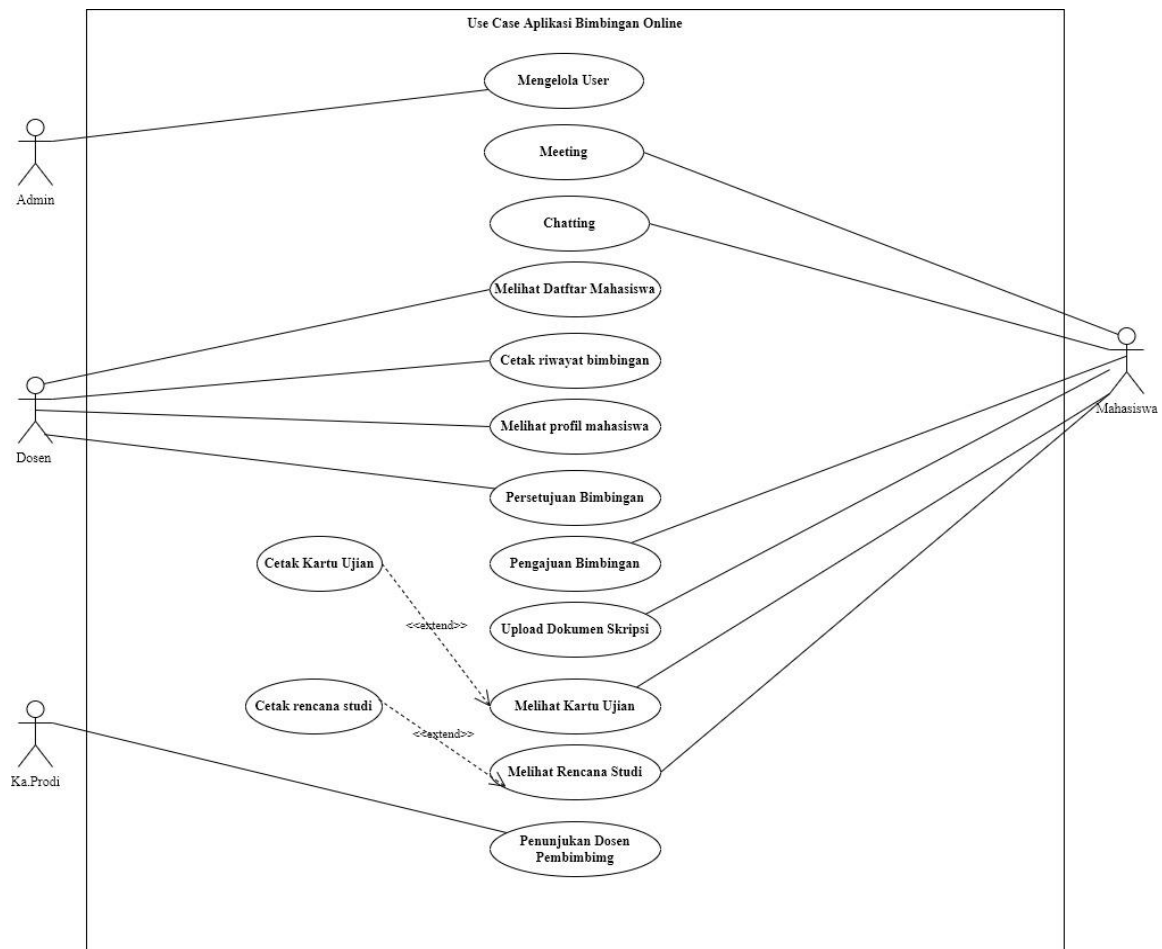 Use Case Aplikasi Bimbingan Online
Mengelola User
Admin
Meeting
Chatting
Melihat Datftar Mahasiswa
Cetak riwayat bimbingan
Mahasiswa
Melihat profil mahasiswa
Dosen
Persetujuan Bimbingan
Cetak Kartu Ujian
Pengajuan Bimbingan
<<extend>>
Upload Dokumen Skripsi
Cetak rencana studi
Melihat Kartu Ujian
<<extend>>
Ka.Prodi
Melihat Rencana Studi
Penunjukan Dosen
Pembimbimg